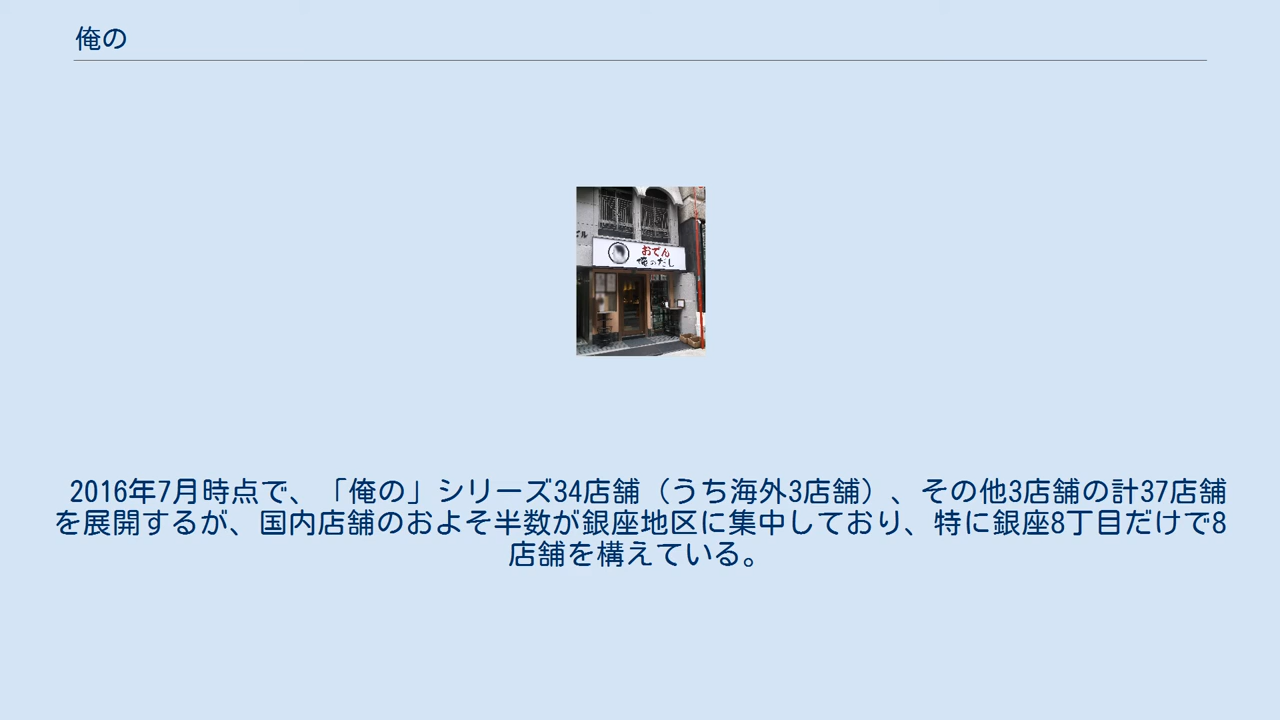 俺の
ビル
おでん
俺のだし
2016年7月時点で、「俺の」シリーズ34店舗（うち海外3店舗）、その他3店舗の計37店舗
を展開するが、国内店舗のおよそ半数が銀座地区に集中しており、特に銀座8丁目だけで8
店舗を構えている。